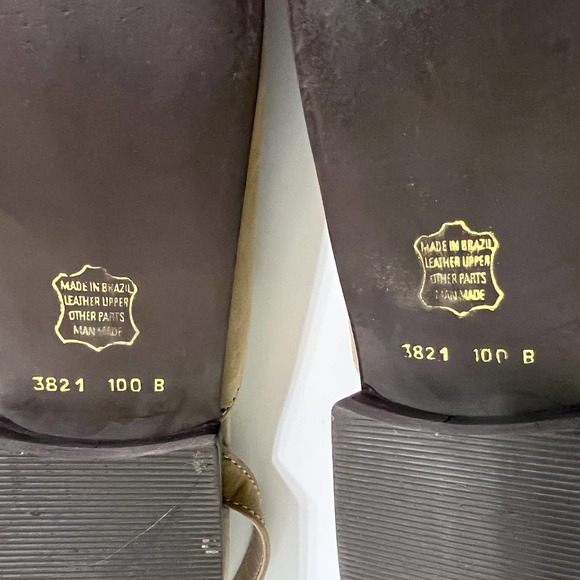 MADE IN BRAZIL
LEATHER UPPER
OTHER PARTS
MAN MADE
3821 100 B
MADE IN BRAZIL
LEATHER UPPER
OTHER PARTS
MAN MADE
3821 100 B